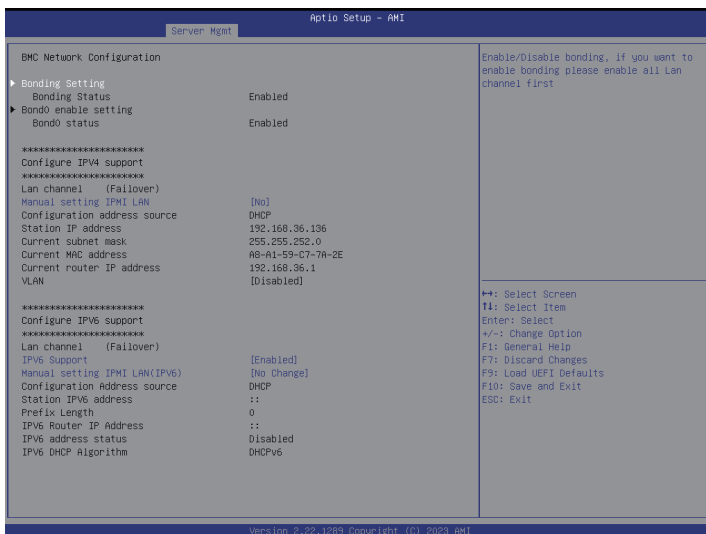 Aptio Setup – AMI
Server Mgmt
BMC Network Configuration
Bonding Setting
Bonding Status Enabled
Bond0 enable setting
Bond0 status Enabled
**********************
Configure IPV4 support
**********************
Lan channel (Failover)
Manual setting IPMI LAN [No]
Configuration address source DHCP
Station IP address 192.168.36.136
Current subnet mask 255.255.252.0
Current MAC address A8-A1-59-C7-7A-2E
Current router IP address 192.168.36.1
VLAN [Disabled]
**********************
Configure IPV6 support
**********************
Lan channel (Failover)
IPV6 Support [Enabled]
Manual setting IPMI LAN(IPV6) [No Change]
Configuration Address source DHCP
Station IPV6 address ::
Prefix Length 0
IPV6 Router IP Address ::
IPV6 address status Disabled
IPV6 DHCP Algorithm DHCPv6
Enable/Disable bonding, if you want to
enable bonding please enable all Lan
channel first
→←: Select Screen
↑↓: Select Item
Enter: Select
+/-: Change Option
F1: General Help
F7: Discard Changes
F9: Load UEFI Defaults
F10: Save and Exit
ESC: Exit
Version 2.22.1289 Copyright (C) 2023 AMI